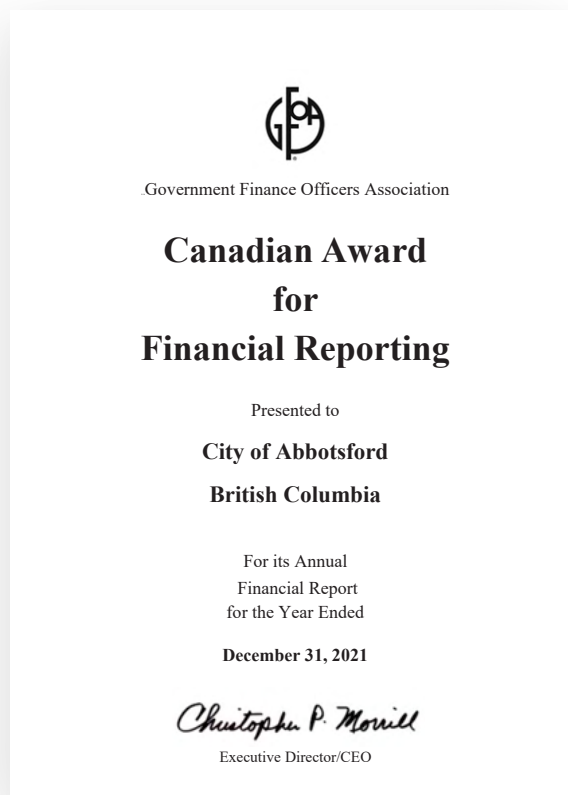 GFOA
Government Finance Officers Association
Canadian Award
for
Financial Reporting
Presented to
City of Abbotsford
British Columbia
For its Annual
Financial Report
for the Year Ended
December 31, 2021
Christopher P. Morrill
Executive Director/CEO